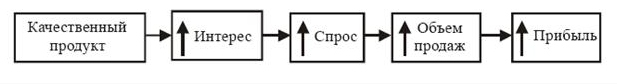 Качественный
продукт
Интерес
Спрос
Объем
продаж
Прибыль